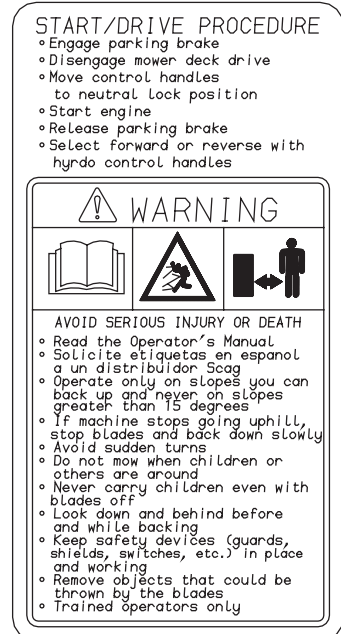 START/DRIVE PROCEDURE
° Engage parking brake
° Disengage mower deck drive
° Move control handles
to neutral lock position
° Start engine
° Release parking brake
° Select forward or reverse with
hyrdo control handles
WARNING
AVOID SERIOUS INJURY OR DEATH
° Read the Operator's Manual
° Solicite etiquetas en espanol
a un distribuidor Scag
° Operate only on slopes you can
back up and never on slopes
greater than 15 degrees
° If machine stops going uphill,
stop blades and back down slowly
° Avoid sudden turns
° Do not mow when children or
others are around
° Never carry children even with
blades off
° Look down and behind before
and while backing
° Keep safety devices (guards,
shields, switches, etc.) in place
and working
° Remove objects that could be
thrown by the blades
° Trained operators only